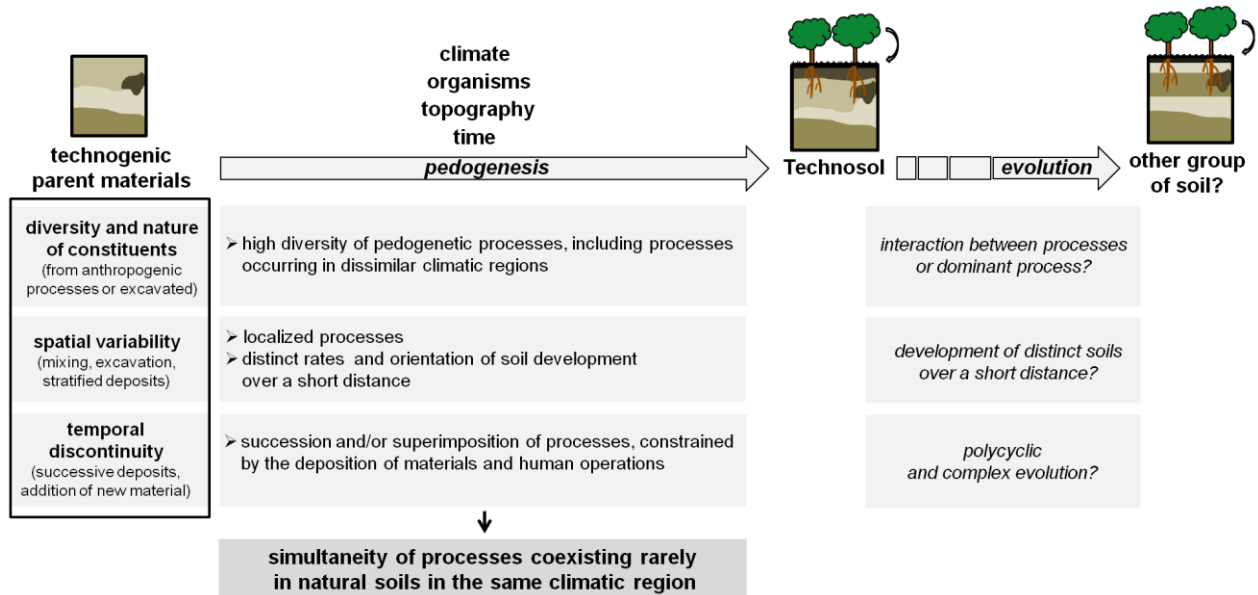 climate
organisms
topography
time
technogenic
parent materials
pedogenesis
Technosol
evolution
other group
of soil?
diversity and nature
of constituents
(from anthropogenic
processes or excavated)
➢ high diversity of pedogenetic processes, including processes
occurring in dissimilar climatic regions
interaction between processes
or dominant process?
spatial variability
(mixing, excavation,
stratified deposits)
➢ localized processes
➢ distinct rates and orientation of soil development
over a short distance
development of distinct soils
over a short distance?
temporal
discontinuity
(successive deposits,
addition of new material)
➢ succession and/or superimposition of processes, constrained
by the deposition of materials and human operations
polycyclic
and complex evolution?
simultaneity of processes coexisting rarely
in natural soils in the same climatic region